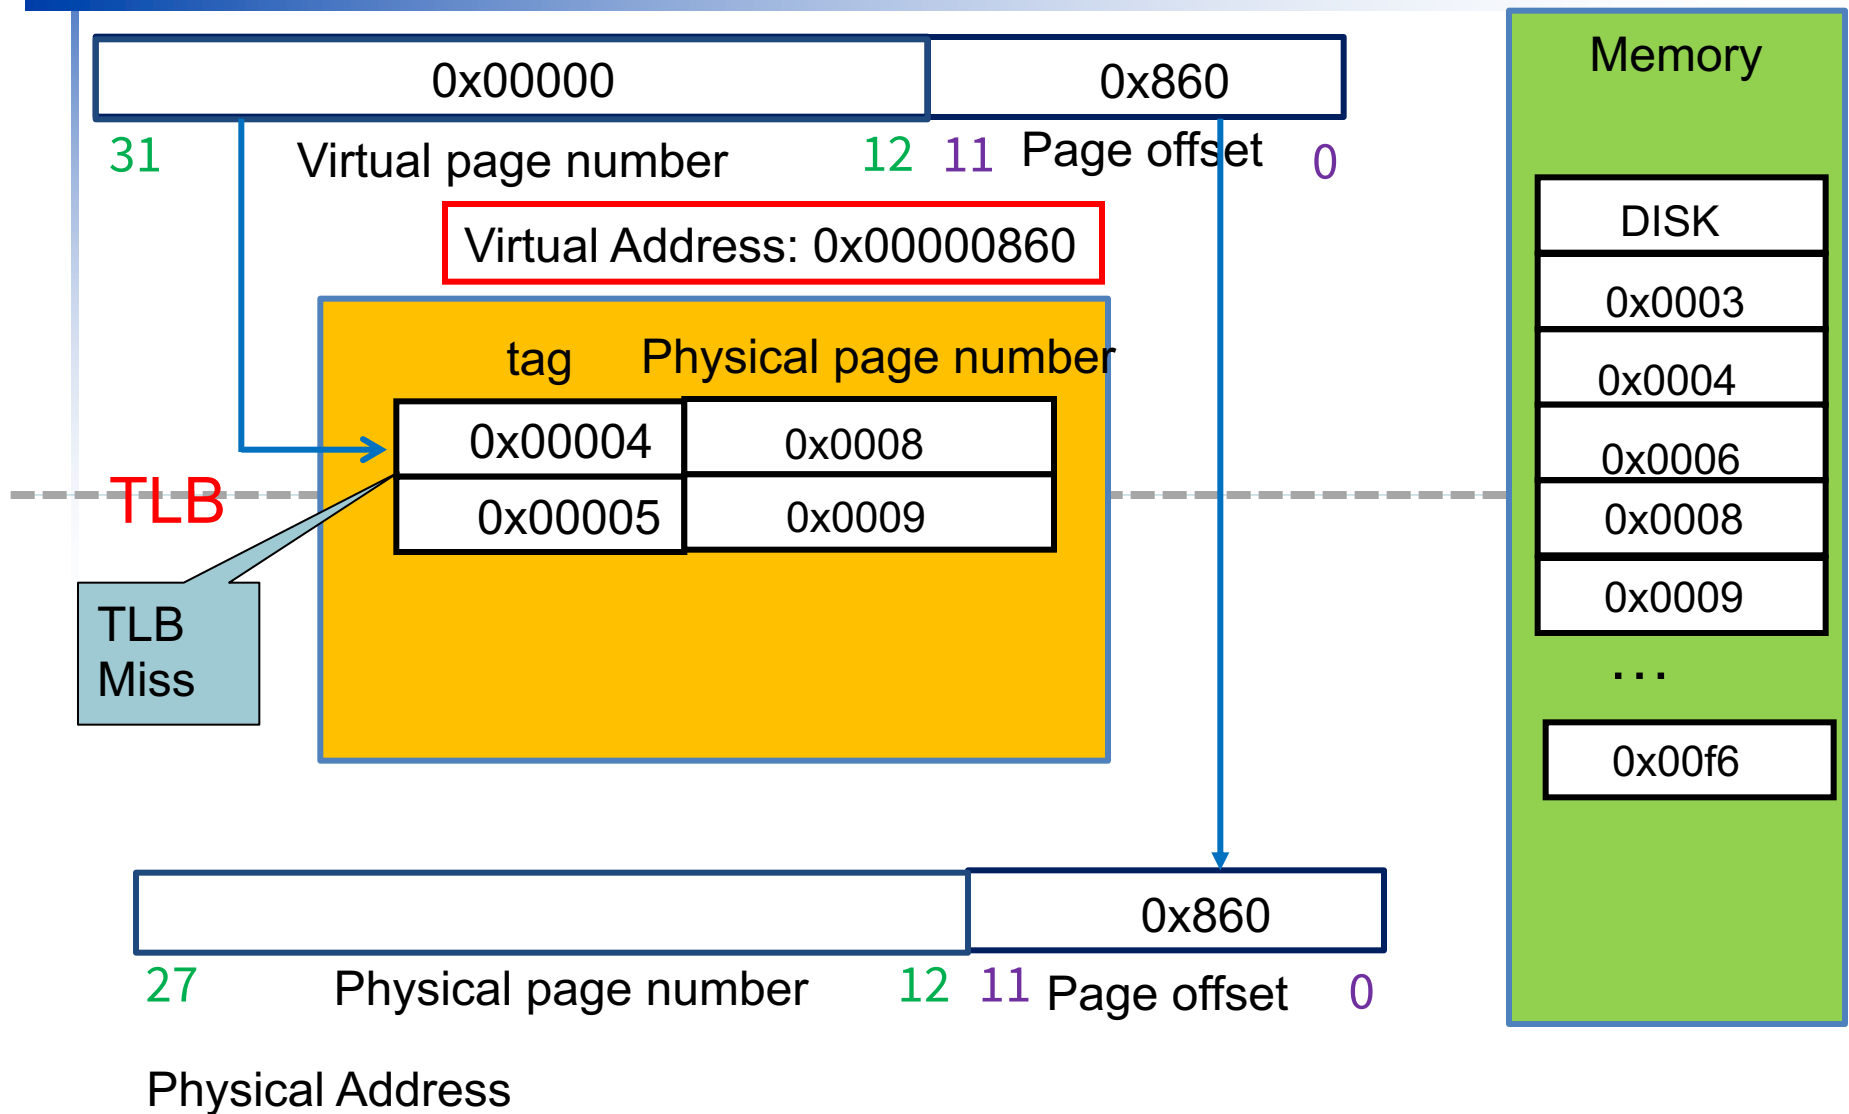 0x00000 0x860
31 Virtual page number 12 11 Page offset 0
Virtual Address: 0x00000860
tag Physical page number
0x00004 0x0008
0x00005 0x0009
TLB
TLB
Miss
0x860
27 Physical page number 12 11 Page offset 0
Physical Address
Memory
DISK
0x0003
0x0004
0x0006
0x0008
0x0009
...
0x00f6